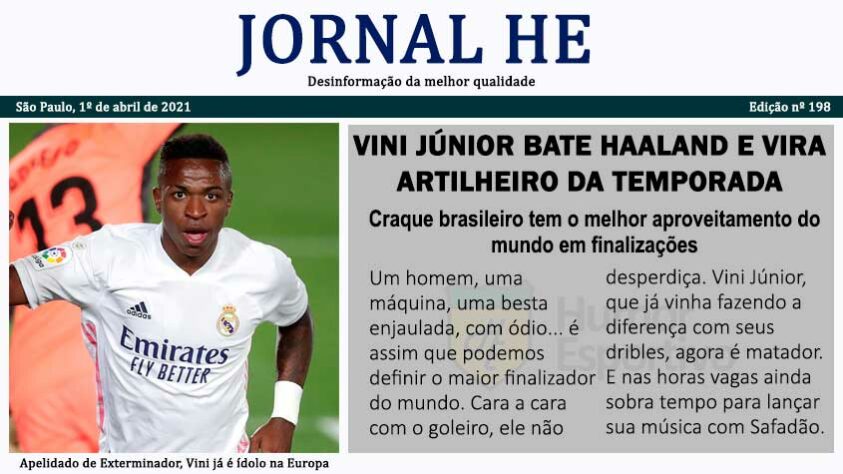 JORNAL HE
Desinformação da melhor qualidade
São Paulo, 1º de abril de 2021
Edição nº 198
13
adidas
Emirates
FLY BETTER
Apelidado de Exterminador, Vini já é ídolo na Europa
VINI JÚNIOR BATE HAALAND E VIRA
ARTILHEIRO DA TEMPORADA
Craque brasileiro tem o melhor aproveitamento do
mundo em finalizações
Um homem, uma
máquina, uma besta
enjaulada, com ódio... é
assim que podemos
definir o maior finalizador
do mundo. Cara a cara
com o goleiro, ele não
desperdiça. Vini Júnior,
que já vinha fazendo a
diferença com seus
dribles, agora é matador.
E nas horas vagas ainda
sobra tempo para lançar
sua música com Safadão.
Humor
Esportivo